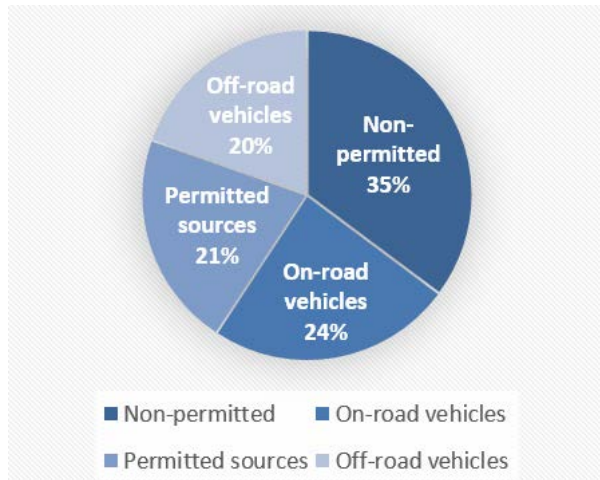 Off-road
vehicles
20%
Non-
permitted
35%
Permitted
sources
21%
On-road
vehicles
24%
Non-permitted
On-road vehicles
Permitted sources
Off-road vehicles